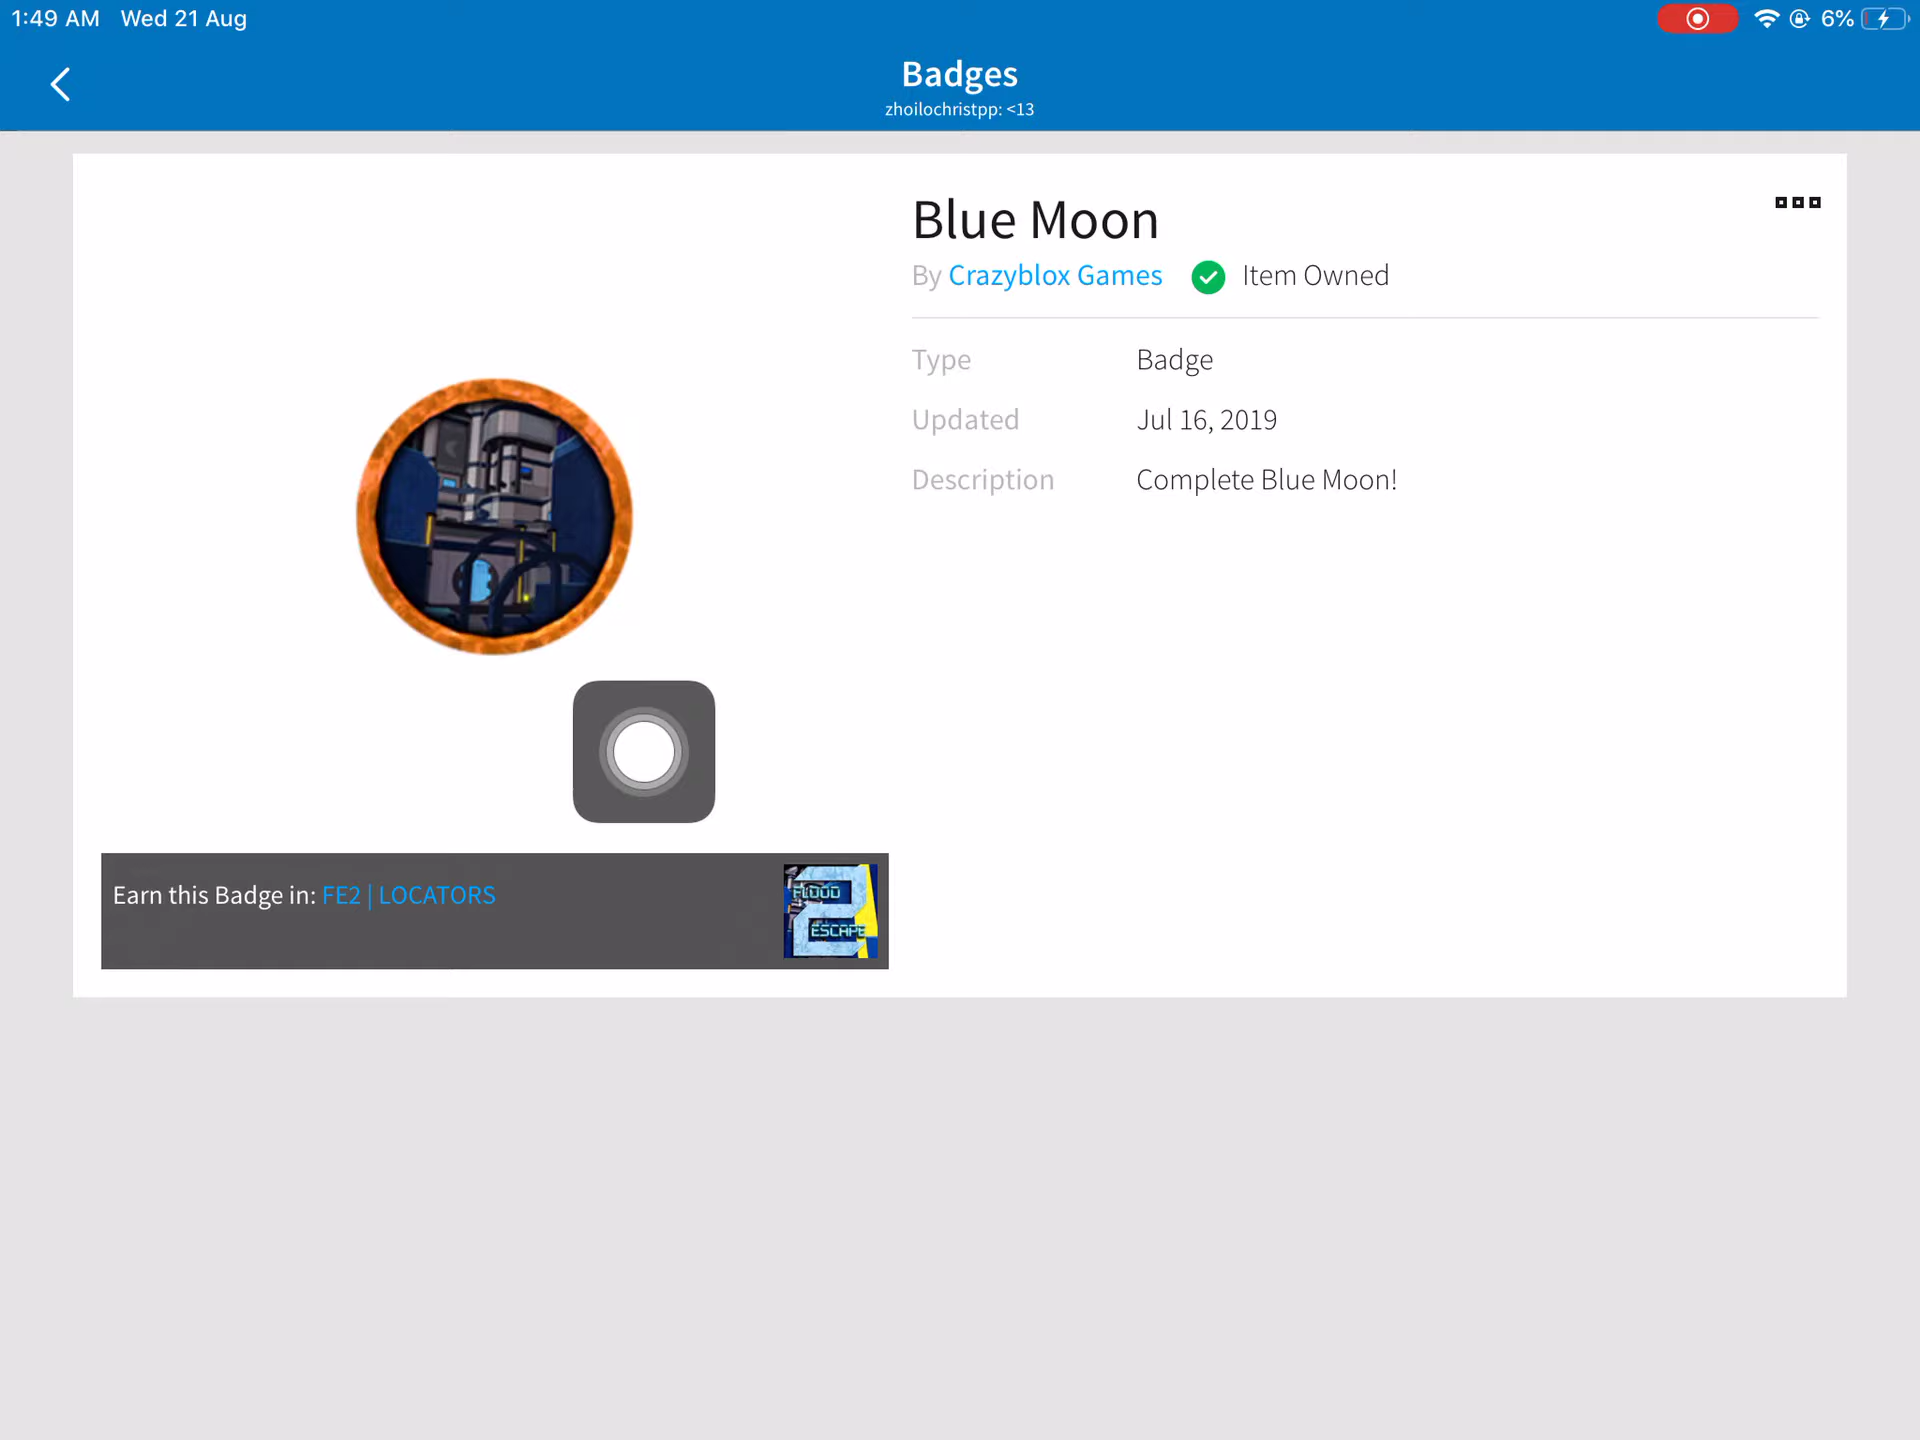 1:49 AM Wed 21 Aug
6%
Badges
zhoilochristpp: <13
Blue Moon
By Crazyblox Games Item Owned
Type Badge
Updated Jul 16, 2019
Description Complete Blue Moon!
Earn this Badge in: FE2 | LOCATORS
FLOOD
2
ESCAPE